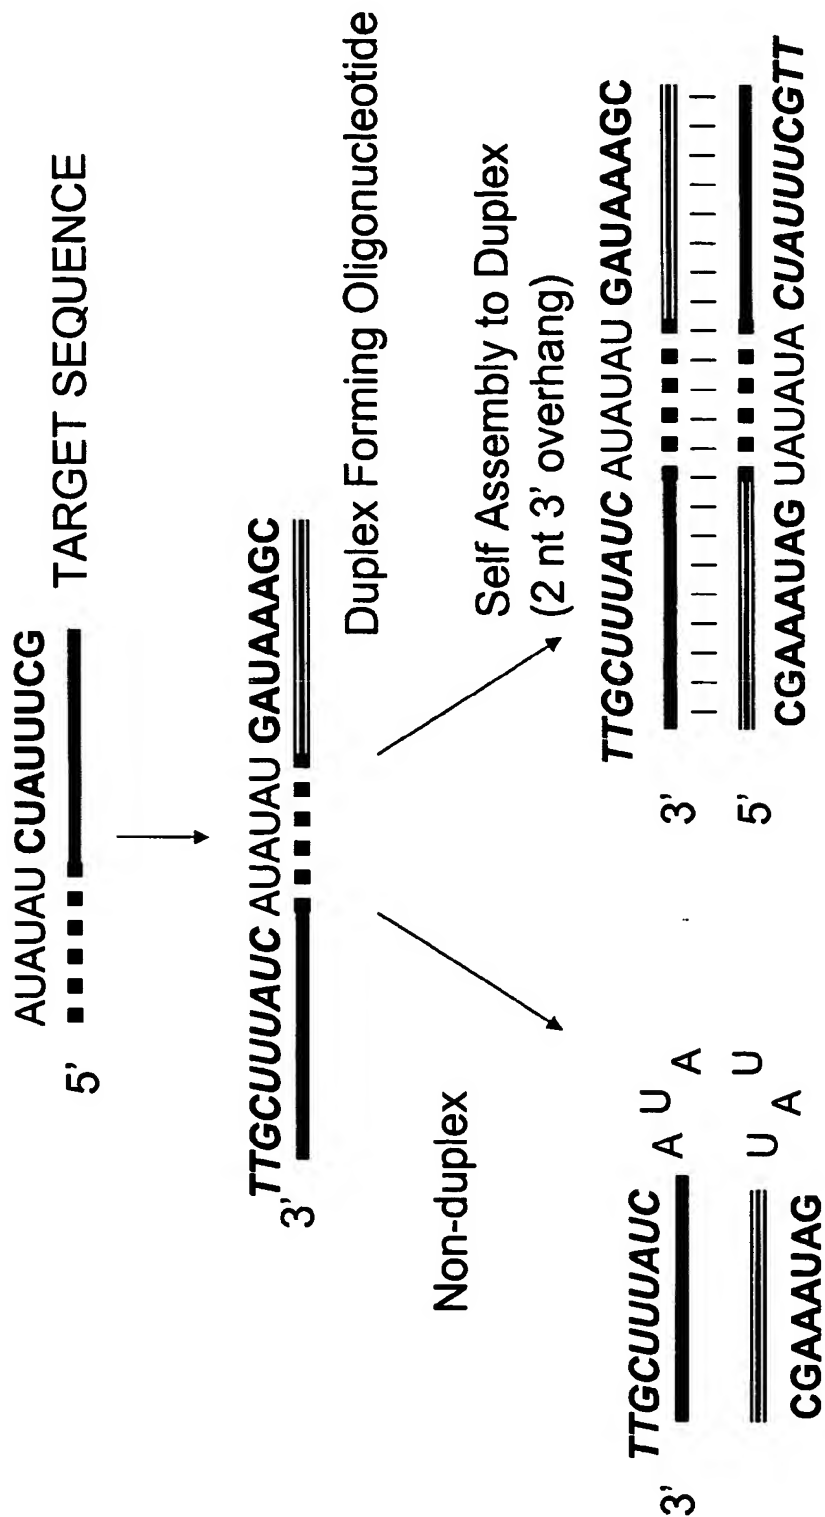 AUAUAU CUAUUUCG
5'
TARGET SEQUENCE
TTGCUUUAUC AUAUAU GAUAAAGC
3'
Duplex Forming Oligonucleotide
Non-duplex
Self Assembly to Duplex
(2 nt 3' overhang)
TTGCUUUAUC
3'
A
U
A
U
A
U
CGAAAUAG
TTGCUUUAUC AUAUAU GAUAAAGC
3'
5'
CGAAAUAG UAUAUA CUAUUUCGTT